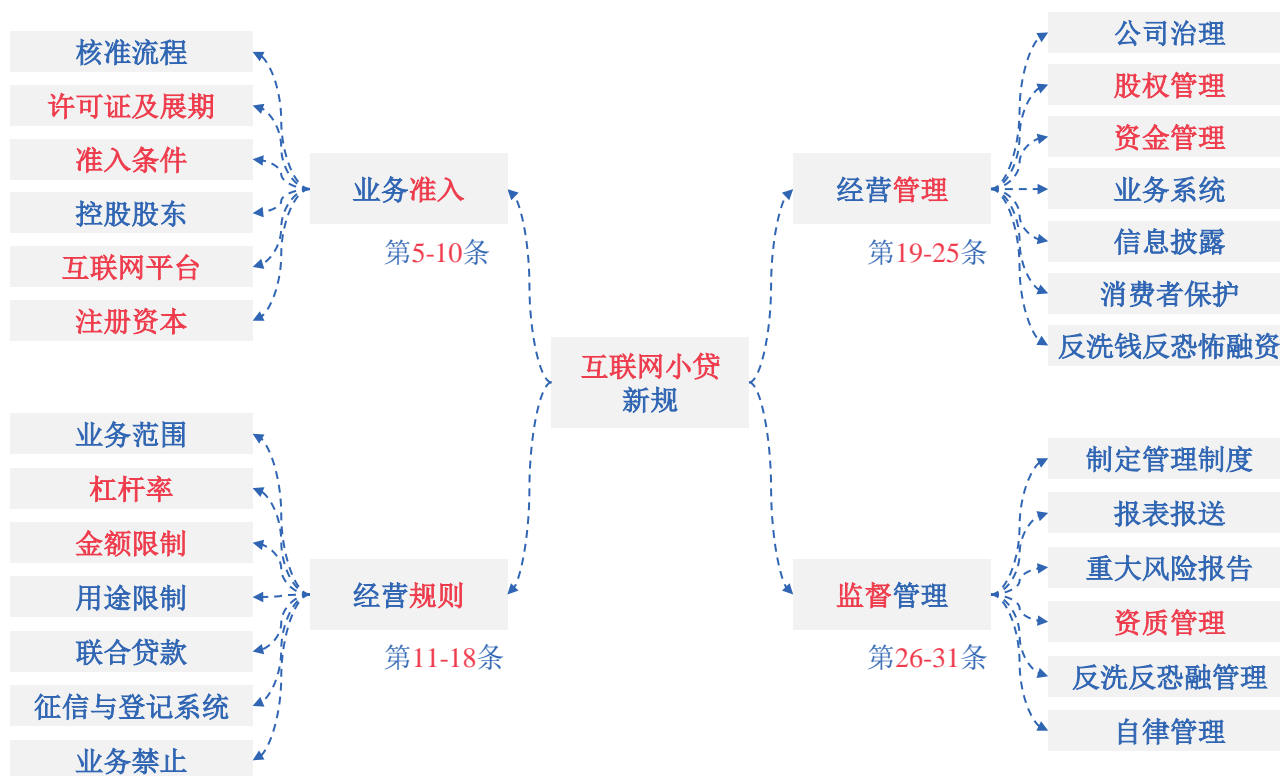 互联网小贷
新规
业务准入
第5-10条
核准流程
许可证及展期
准入条件
控股股东
互联网平台
注册资本
经营规则
第11-18条
业务范围
杠杆率
金额限制
用途限制
联合贷款
征信与登记系统
业务禁止
经营管理
第19-25条
公司治理
股权管理
资金管理
业务系统
信息披露
消费者保护
反洗钱反恐怖融资
监督管理
第26-31条
制定管理制度
报表报送
重大风险报告
资质管理
反洗反恐融管理
自律管理